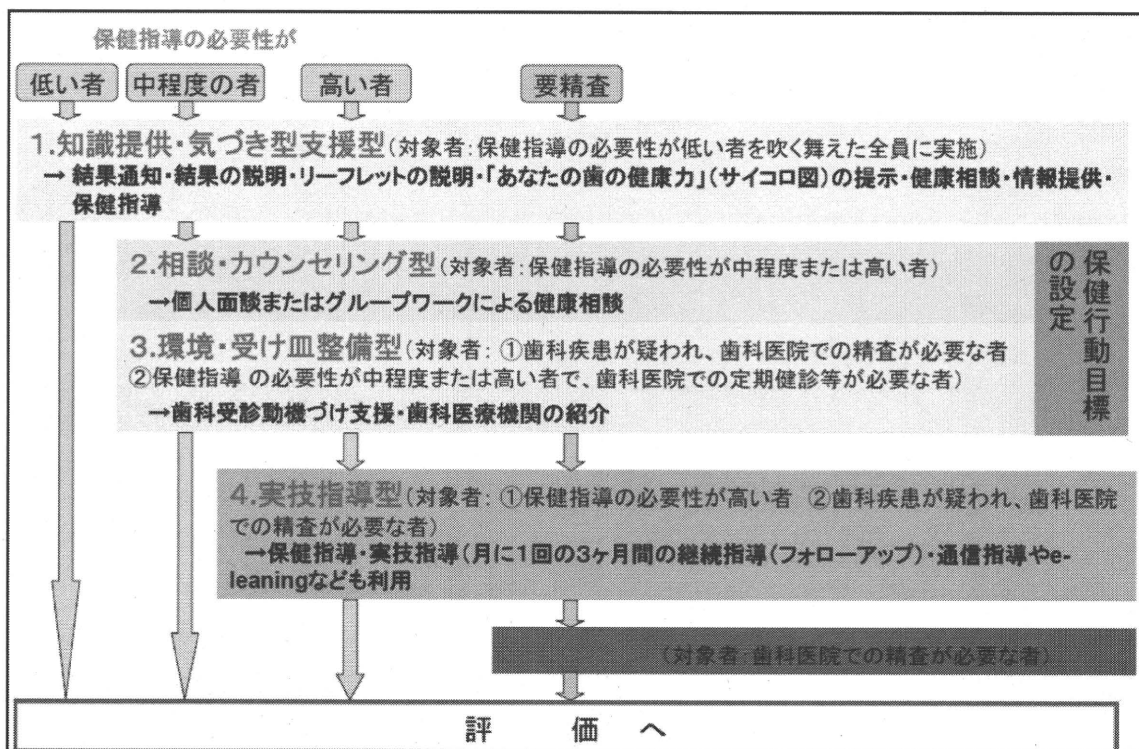 保健指導の必要性が
低い者 中程度の者 高い者 要精査
1.知識提供・気づき型支援型(対象者:保健指導の必要性が低い者を吹く舞えた全員に実施)
→ 結果通知・結果の説明・リーフレットの説明・「あなたの歯の健康力」(サイコロ図)の提示・健康相談・情報提供・
保健指導
2.相談・カウンセリング型(対象者:保健指導の必要性が中程度または高い者)
→個人面談またはグループワークによる健康相談
3.環境・受け皿整備型(対象者: ①歯科疾患が疑われ、歯科医院での精査が必要な者
②保健指導 の必要性が中程度または高い者で、歯科医院での定期健診等が必要な者)
→歯科受診動機づけ支援・歯科医療機関の紹介
保健行動目標
の設定
4.実技指導型(対象者: ①保健指導の必要性が高い者 ②歯科疾患が疑われ、歯科医院
での精査が必要な者)
→保健指導・実技指導(月に1回の3ヶ月間の継続指導(フォローアップ)・通信指導やe-
leaningなども利用
(対象者:歯科医院での精査が必要な者)
評 価 へ